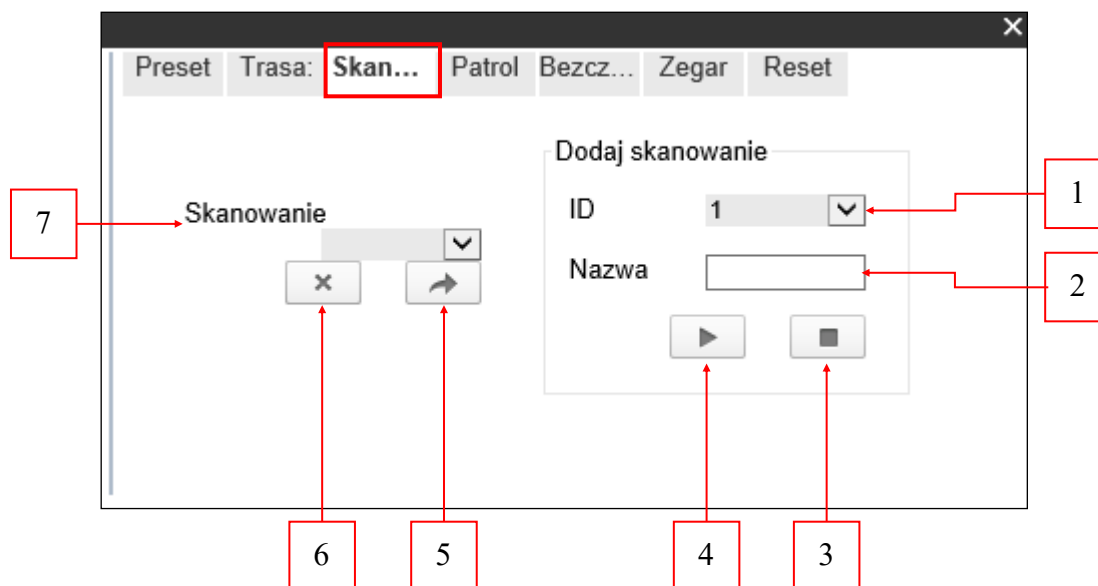 Preset Trasa: Skan... Patrol Bezcz... Zegar Reset
Dodaj skanowanie
ID 1
1
7
Skanowanie
Nazwa
2
6
5
4
3